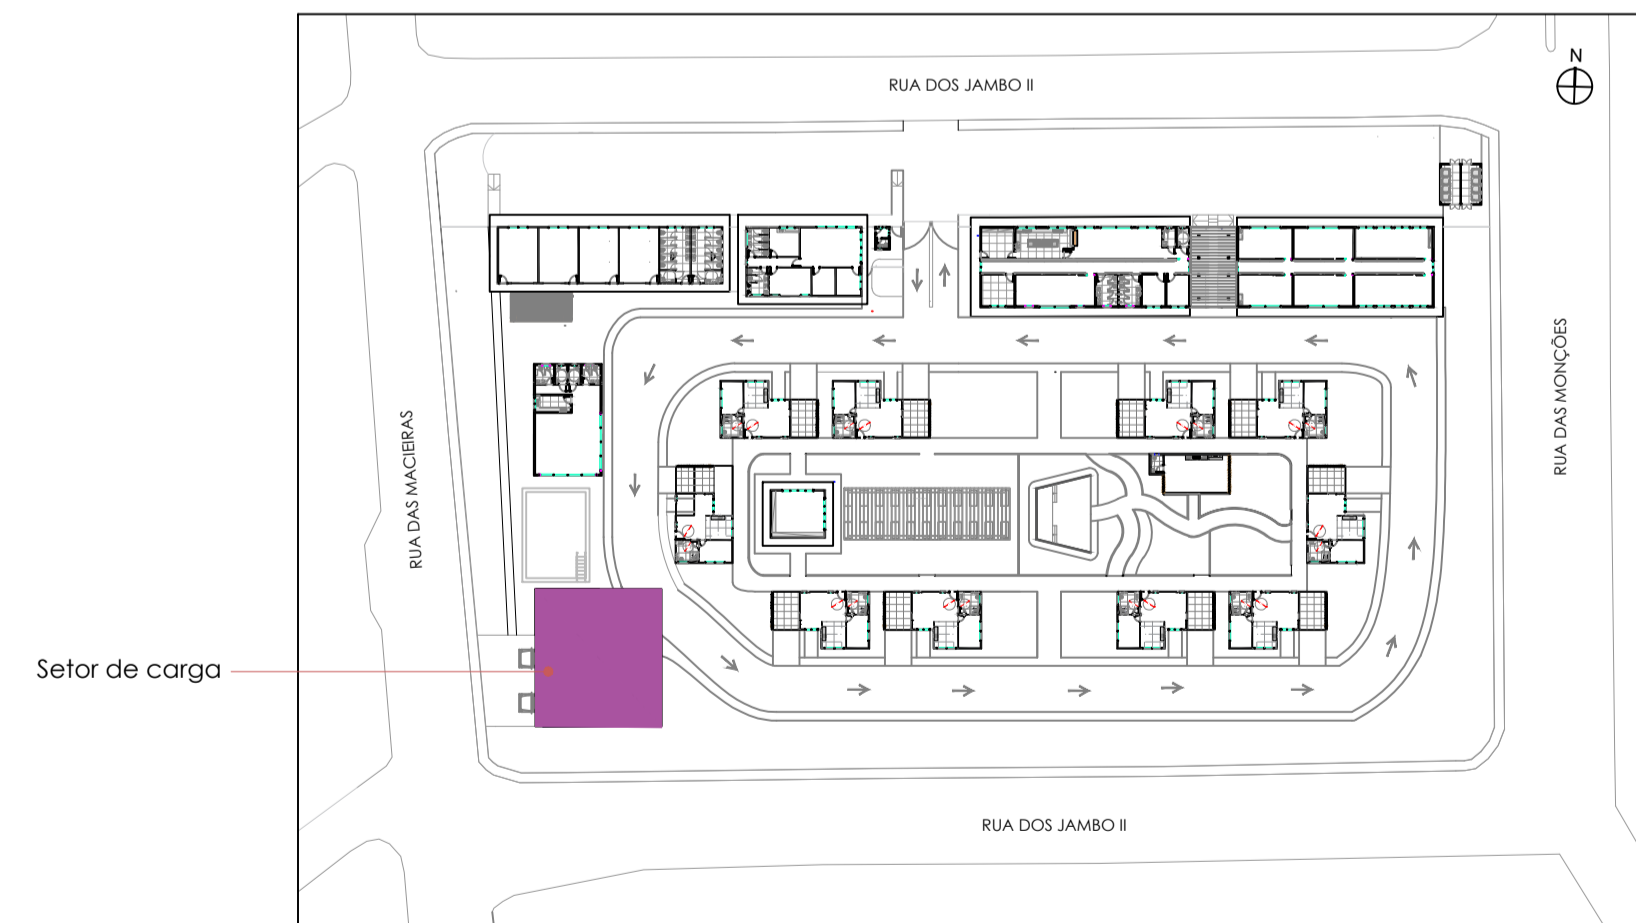 RUA DOS JAMBO II
N
RUA DAS MONÇÕES
RUA DAS MACIEIRAS
Setor de carga
RUA DOS JAMBO II